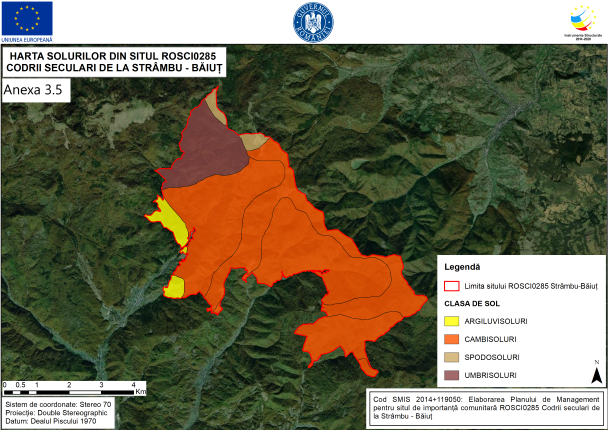 UNIUNEA EUROPEANĂ
GUVERNUL ROMÂNIEI
Instrumente Structurale
2014-2020
HARTA SOLURILOR DIN SITUL ROSCI0285
CODRII SECULARI DE LA STRÂMBU - BĂIUȚ
Anexa 3.5
Legendă
Limita sitului ROSCI0285 Strâmbu-Băiuț
CLASA DE SOL
ARGILUVISOLURI
CAMBISOLURI
SPODOSOLURI
UMBRISOLURI
N
0 0.5 1 2 3 4
Km
Sistem de coordonate: Stereo 70
Proiecție: Double Stereographic
Datum: Dealul Piscului 1970
Cod SMIS 2014+119050: Elaborarea Planului de Management
pentru situl de importanță comunitară ROSCI0285 Codrii seculari de
la Strâmbu - Băiuț